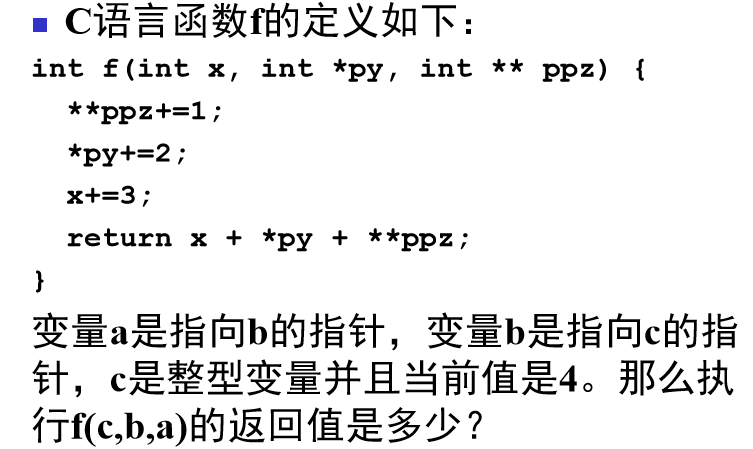 ■ C语言函数f的定义如下：
int f(int x, int *py, int ** ppz) {
**ppz+=1;
*py+=2;
x+=3;
return x + *py + **ppz;
}
变量a是指向b的指针，变量b是指向c的指
针，c是整型变量并且当前值是4。那么执
行f(c,b,a)的返回值是多少？